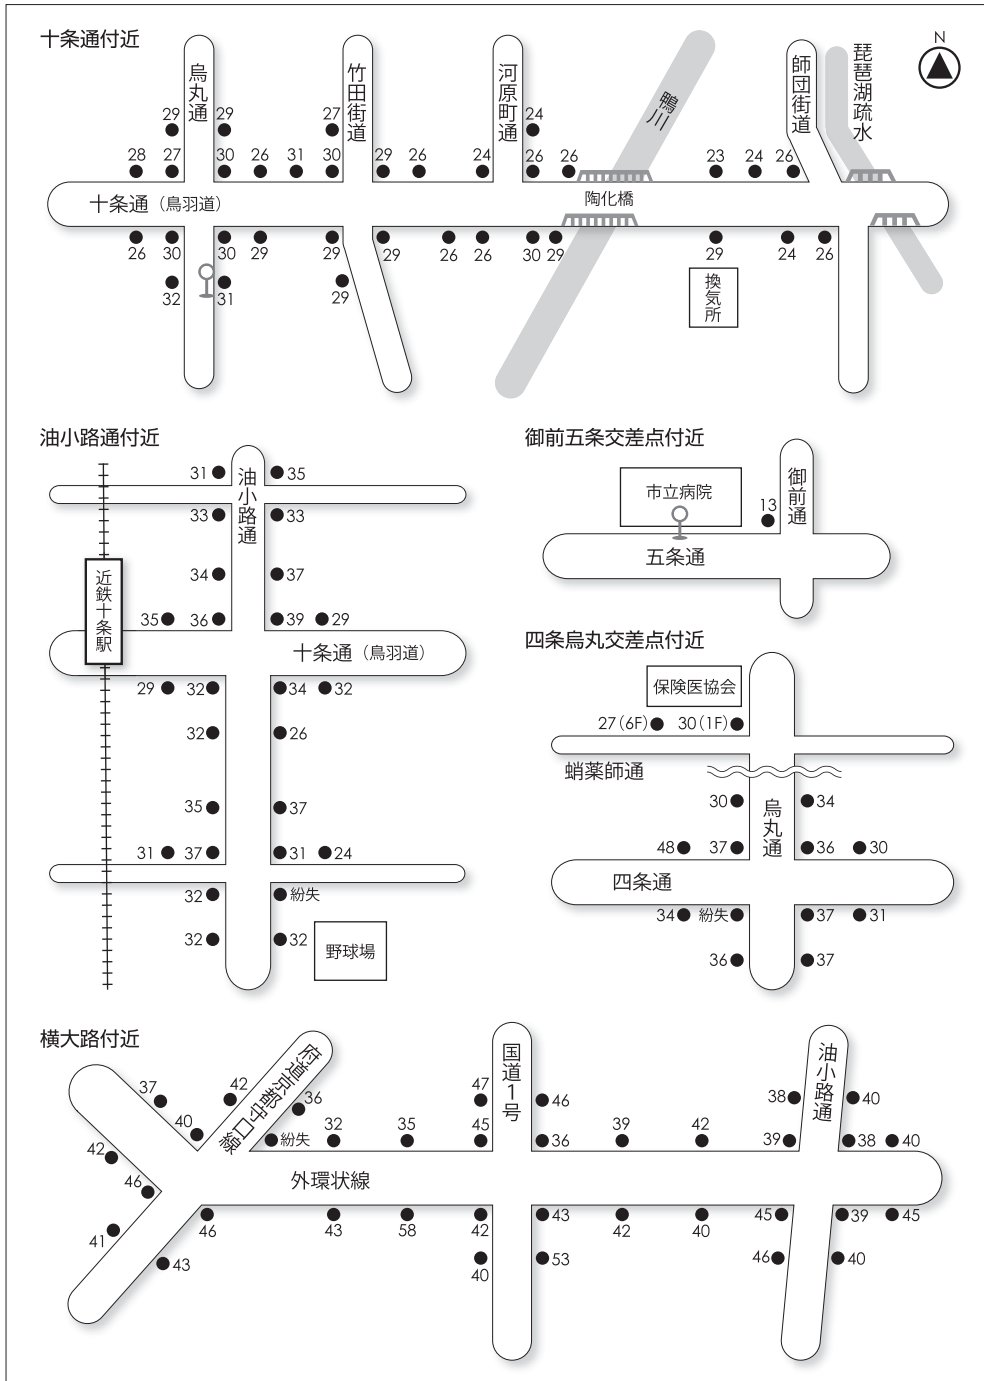 十条通付近
N
烏丸通
竹田街道
河原町通
鴨川
師団街道
琵琶湖疏水
29 29 27 24
28 27 30 26 31 30 29 26 24 26 26 23 24 26
十条通（鳥羽道）
陶化橋
26 30 30 29 29 29 26 26 30 29 29 24 26
32 31 29
換気所
油小路通付近
31 35
油小路通
33 33
34 37
近鉄十条駅
35 36 39 29
十条通（鳥羽道）
29 32 34 32
32 26
35 37
31 37 31 24
32 紛失
32 32
野球場
御前五条交差点付近
市立病院
御前通
13
五条通
四条烏丸交差点付近
保険医協会
27（6F） 30（1F）
蛸薬師通
30 34
烏丸通
48 37 36 30
四条通
34 紛失 37 31
36 37
横大路付近
府道京都守口線
国道1号
油小路通
37 42 36 47 46 38 40
40 紛失 32 35 45 36 39 42 39 38 40
42
外環状線
46
46 43 58 42 43 42 40 45 39 45
41 43 40 53 46 40